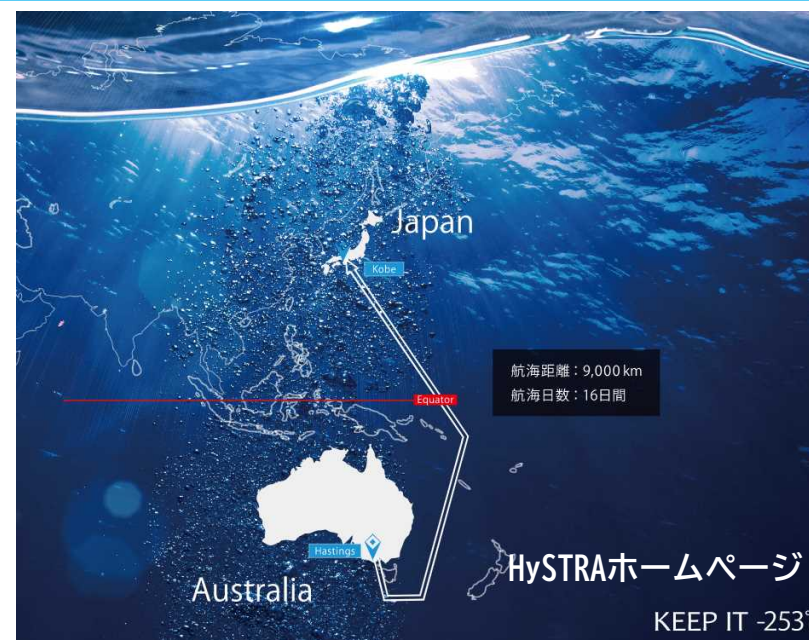 Japan
Kobe
航海距離：9,000 km
航海日数：16日間
Equator
Hastings
Australia
HySTRAホームページ
KEEP IT -253°